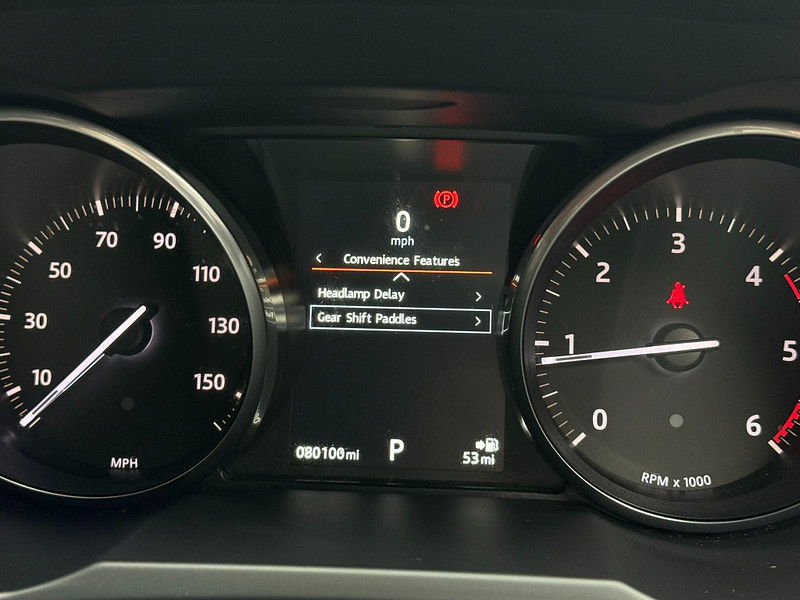 10
30
50
70
90
110
130
150
MPH
P
0
mph
Convenience Features
Headlamp Delay
Gear Shift Paddles
080100mi
P
53mi
0
1
2
3
4
5
6
RPM x 1000